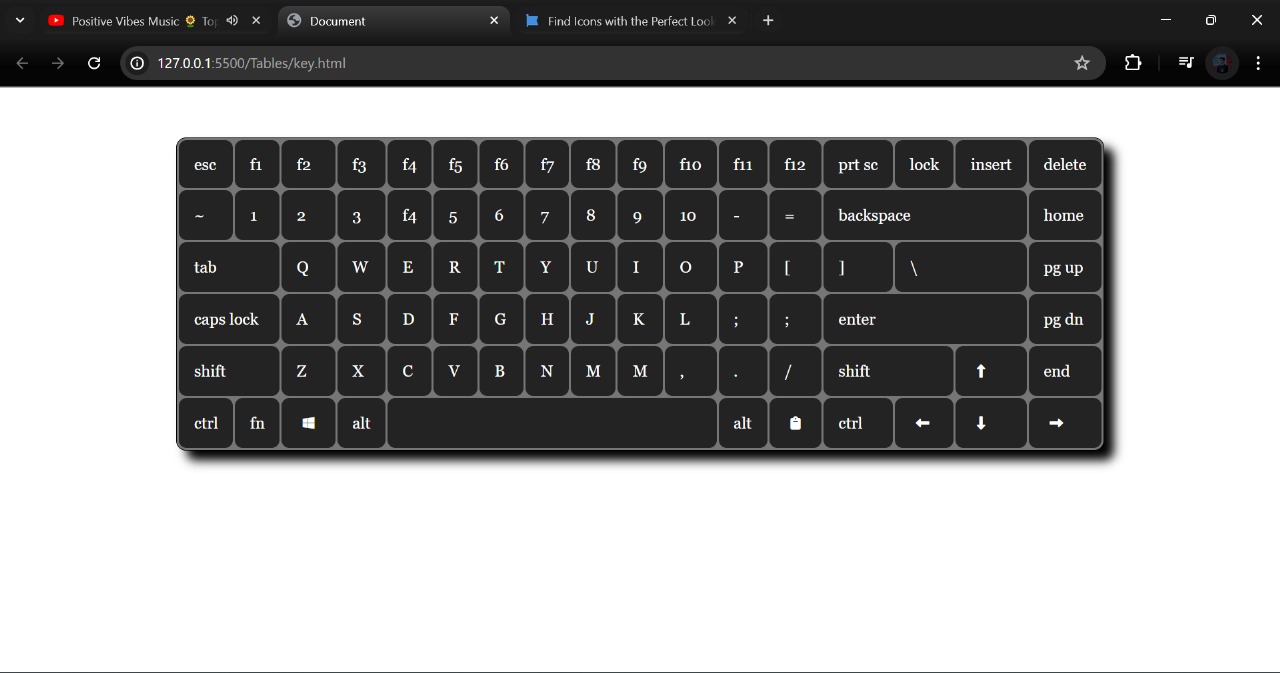 Positive Vibes Music 🌻 Top
Document
Find Icons with the Perfect Look
127.0.0.1:5500/Tables/key.html
esc f1 f2 f3 f4 f5 f6 f7 f8 f9 f10 f11 f12 prt sc lock insert delete
~ 1 2 3 f4 5 6 7 8 9 10 - = backspace home
tab Q W E R T Y U I O P [ ] \ pg up
caps lock A S D F G H J K L ; ; enter pg dn
shift Z X C V B N M M , . / shift ⬆ end
ctrl fn alt alt ctrl ⬅ ⬇ ➡